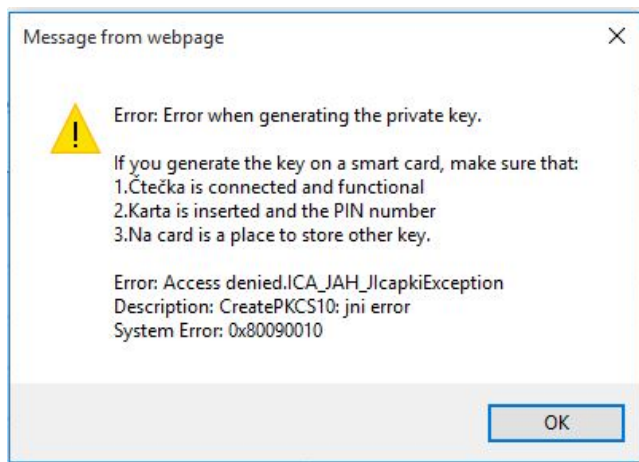 Message from webpage
Error: Error when generating the private key.
If you generate the key on a smart card, make sure that:
1.Čtečka is connected and functional
2.Karta is inserted and the PIN number
3.Na card is a place to store other key.
Error: Access denied.ICA_JAH_JIcapkiException
Description: CreatePKCS10: jni error
System Error: 0x80090010
OK